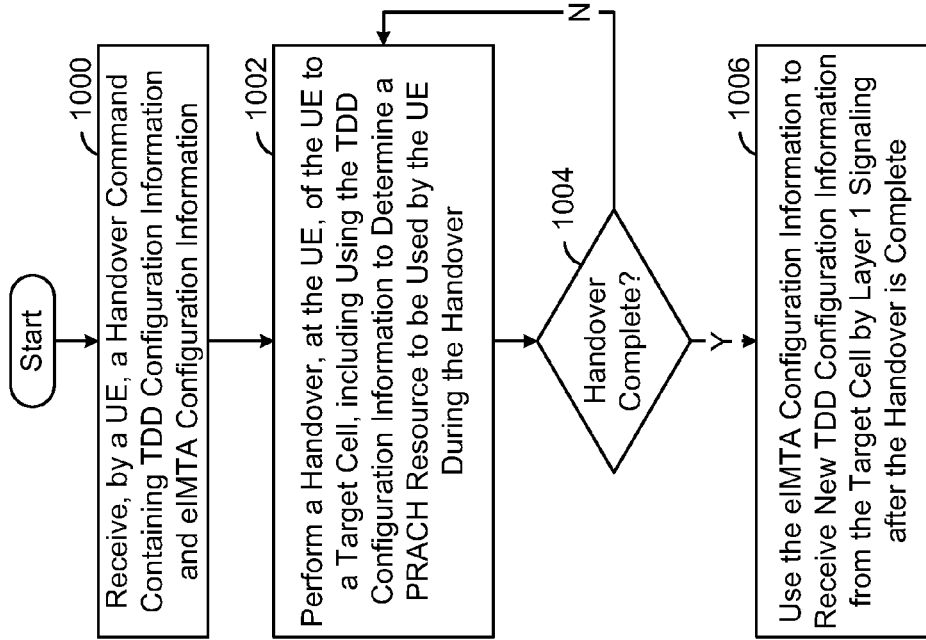 Start
1000
Receive, by a UE, a Handover Command
Containing TDD Configuration Information
and eIMTA Configuration Information
1002
Perform a Handover, at the UE, of the UE to
a Target Cell, including Using the TDD
Configuration Information to Determine a
PRACH Resource to be Used by the UE
During the Handover
1004
Handover
Complete?
N
Y
1006
Use the eIMTA Configuration Information to
Receive New TDD Configuration Information
from the Target Cell by Layer 1 Signaling
after the Handover is Complete